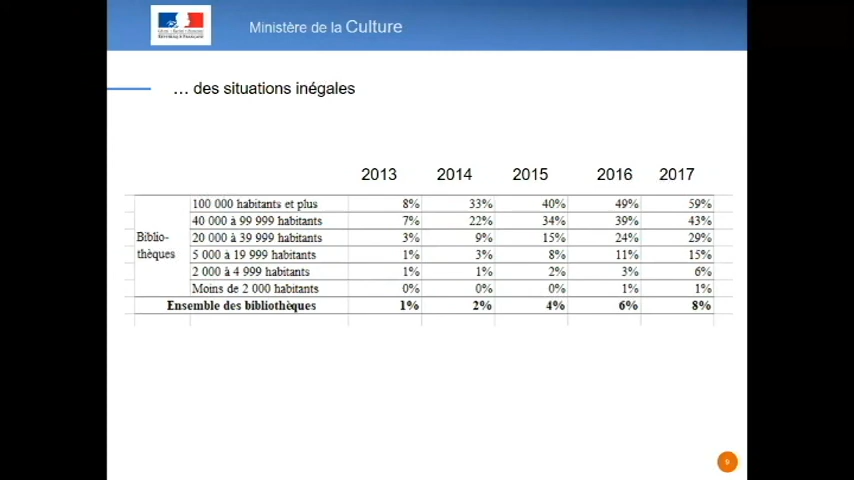 Ministère de la Culture
… des situations inégales
2013 2014 2015 2016 2017
100 000 habitants et plus 8% 33% 40% 49% 59%
40 000 à 99 999 habitants 7% 22% 34% 39% 43%
Biblio-
thèques
20 000 à 39 999 habitants 3% 9% 15% 24% 29%
5 000 à 19 999 habitants 1% 3% 8% 11% 15%
2 000 à 4 999 habitants 1% 1% 2% 3% 6%
Moins de 2 000 habitants 0% 0% 0% 1% 1%
Ensemble des bibliothèques 1% 2% 4% 6% 8%
9